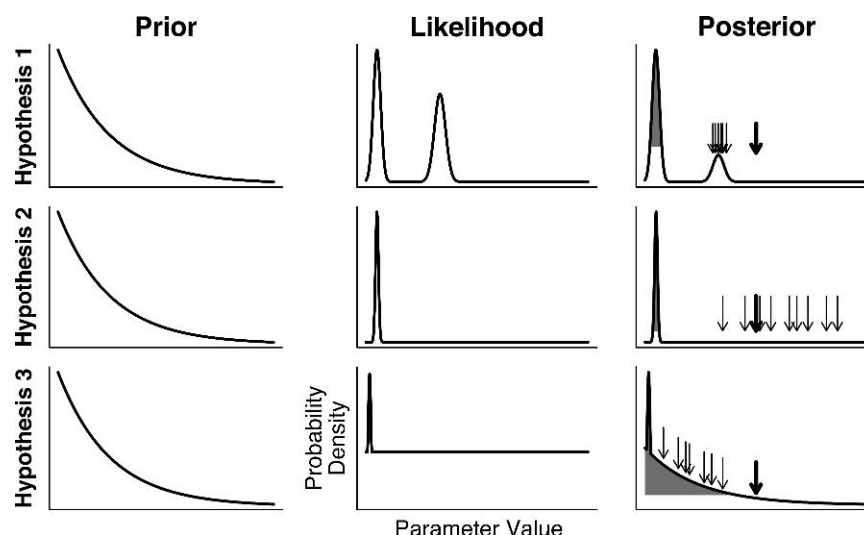 Prior
Likelihood
Posterior
Hypothesis 1
Hypothesis 2
Hypothesis 3
Probability
Density
Parameter Value